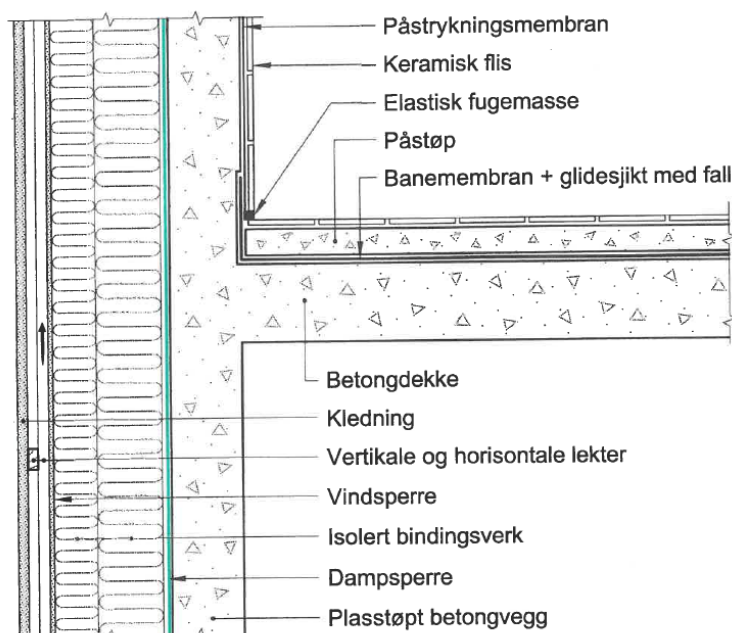 Påstrykningsmembran
Keramisk flis
Elastisk fugemasse
Påstøp
Banemembran + glidesjikt med fall
Betongdekke
Kledning
Vertikale og horisontale lekter
Vindsperre
Isolert bindingsverk
Dampsperre
Plasstøpt betongvegg